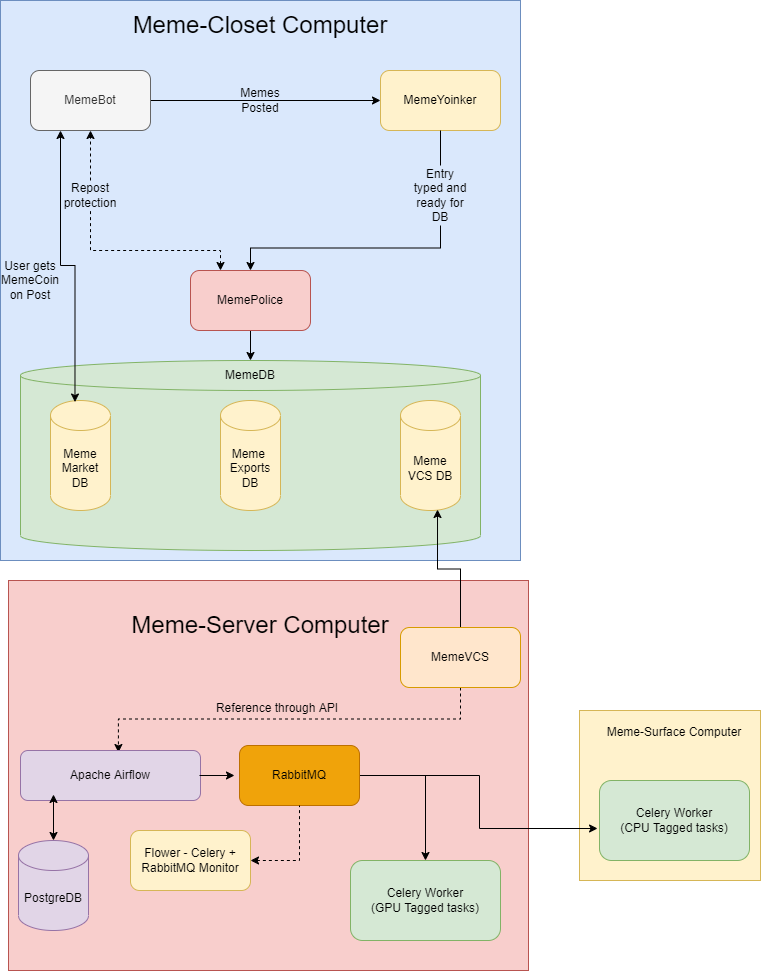 Meme-Closet Computer
MemeBot
Memes
Posted
MemeYoinker
Repost
protection
Entry
typed and
ready for
DB
User gets
MemeCoin
on Post
MemePolice
MemeDB
Meme
Market
DB
Meme
Exports
DB
Meme
VCS DB
Meme-Server Computer
MemeVCS
Reference through API
Apache Airflow
RabbitMQ
Flower - Celery +
RabbitMQ Monitor
PostgreDB
Celery Worker
(GPU Tagged tasks)
Meme-Surface Computer
Celery Worker
(CPU Tagged tasks)